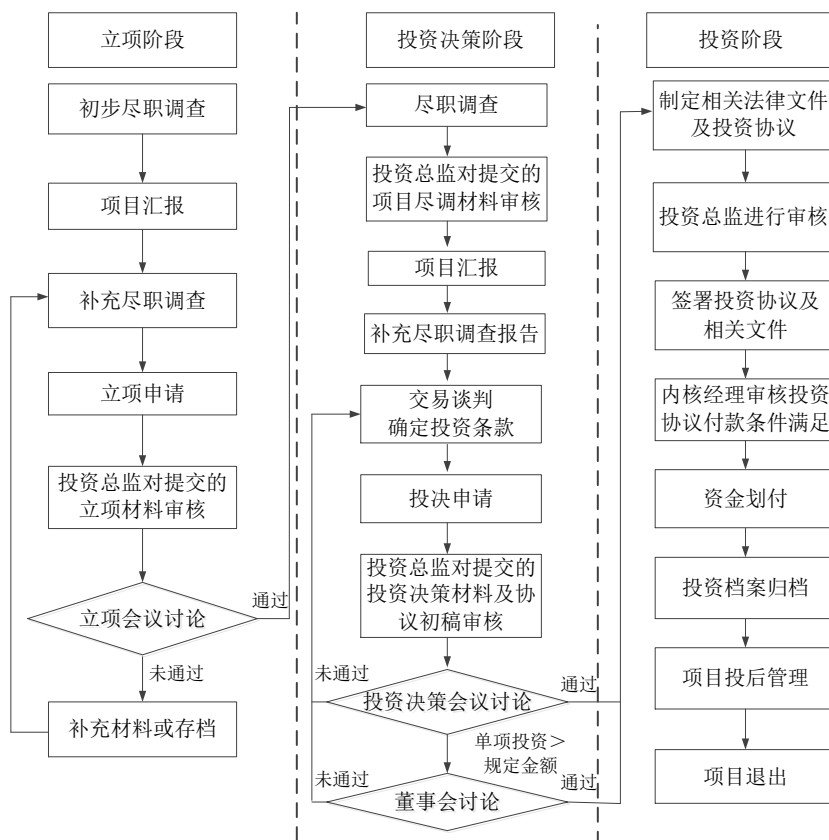 立项阶段
初步尽职调查
项目汇报
补充尽职调查
立项申请
投资总监对提交的
立项材料审核
立项会议讨论
通过
未通过
补充材料或存档
投资决策阶段
尽职调查
投资总监对提交的
项目尽调材料审核
项目汇报
补充尽职调查报告
交易谈判
确定投资条款
投决申请
投资总监对提交的
投资决策材料及协
议初稿审核
未通过
投资决策会议讨论
通过
单项投资＞
规定金额
未通过
董事会讨论
通过
投资阶段
制定相关法律文件
及投资协议
投资总监进行审核
签署投资协议及
相关文件
内核经理审核投资
协议付款条件满足
资金划付
投资档案归档
项目投后管理
项目退出